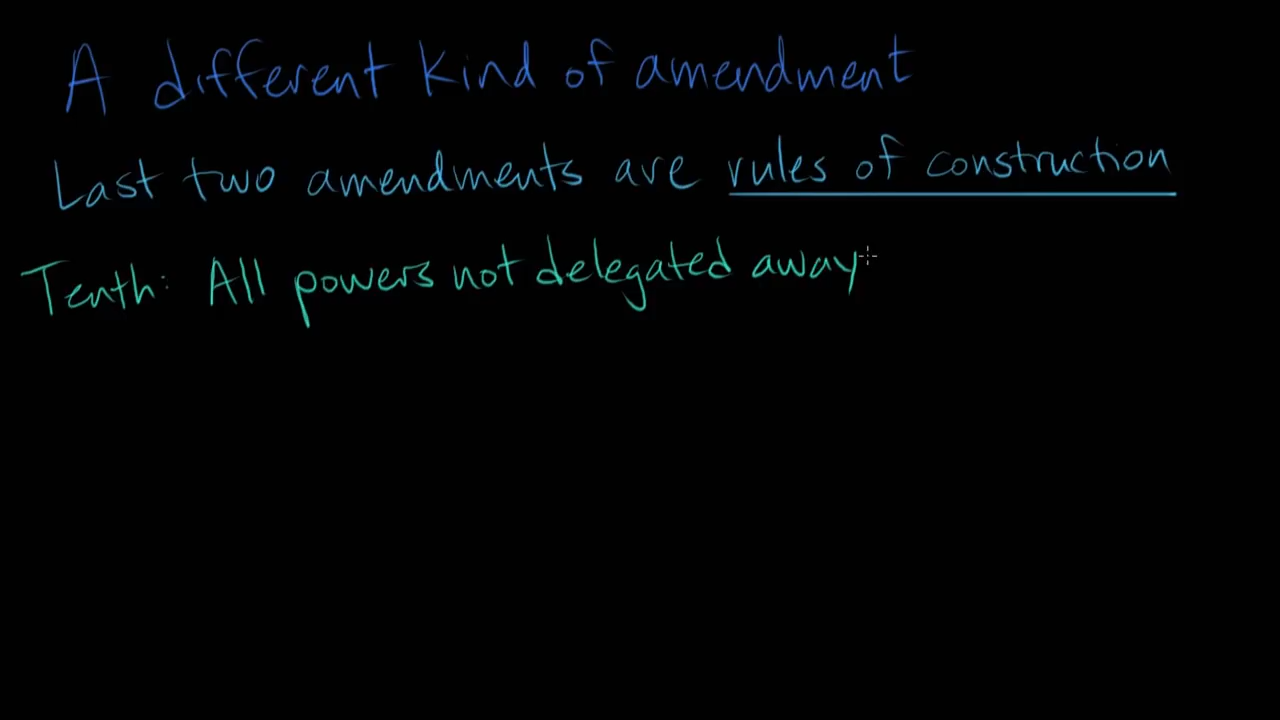 A different kind of amendment
Last two amendments are rules of construction
Tenth: All powers not delegated away